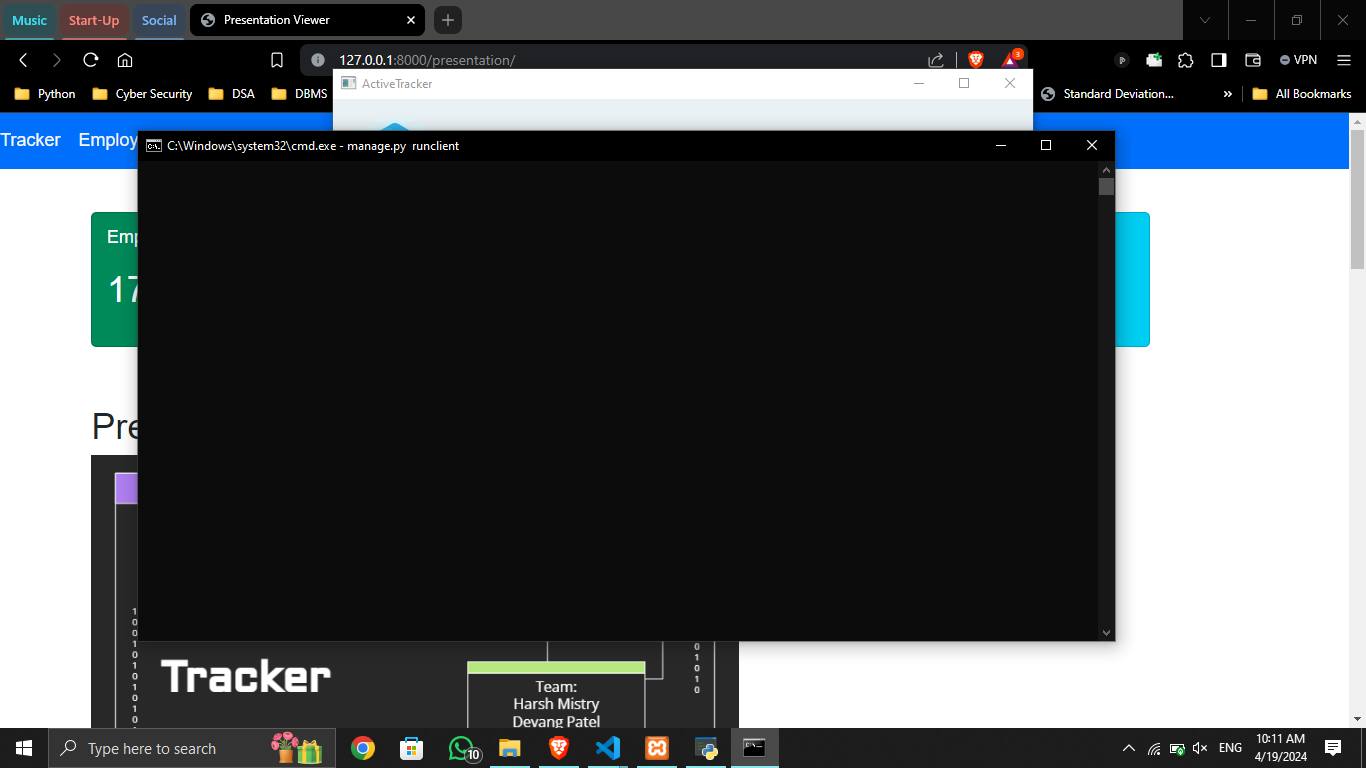 Music
Start-Up
Social
Presentation Viewer
127.0.0.1:8000/presentation/
3
VPN
Python
Cyber Security
DSA
DBMS
Standard Deviation...
»
All Bookmarks
ActiveTracker
Tracker
Employ
C:\Windows\system32\cmd.exe - manage.py runclient
Emp
17
Pre
Tracker
Team:
Harsh Mistry
Devang Patel
Type here to search
10
ENG
10:11 AM
4/19/2024